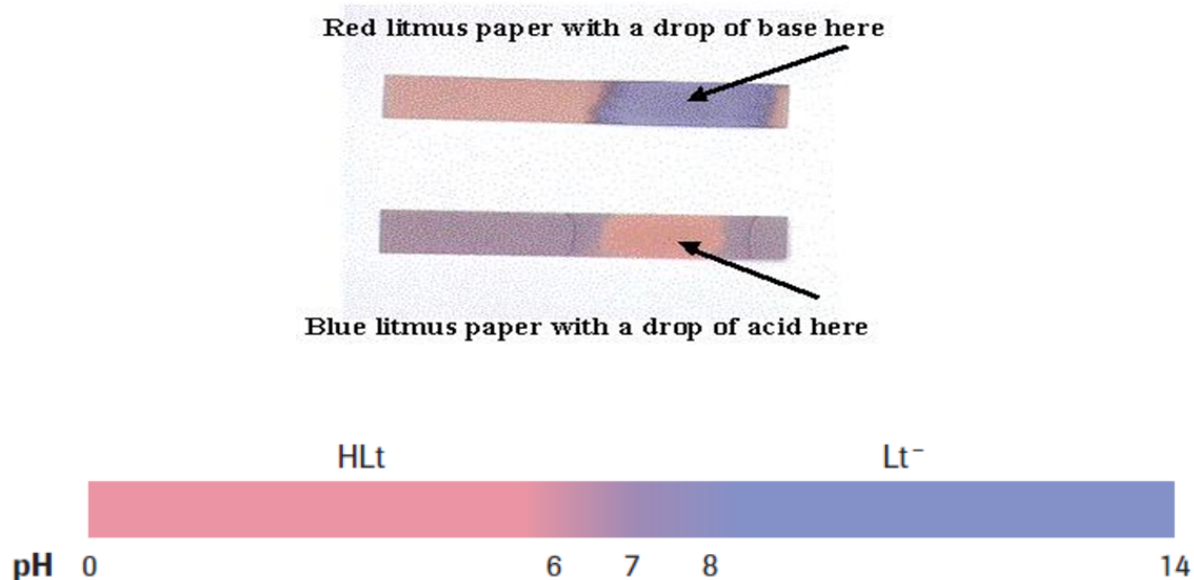 Red litmus paper with a drop of base here
Blue litmus paper with a drop of acid here
HLt Lt⁻
pH 0 6 7 8 14